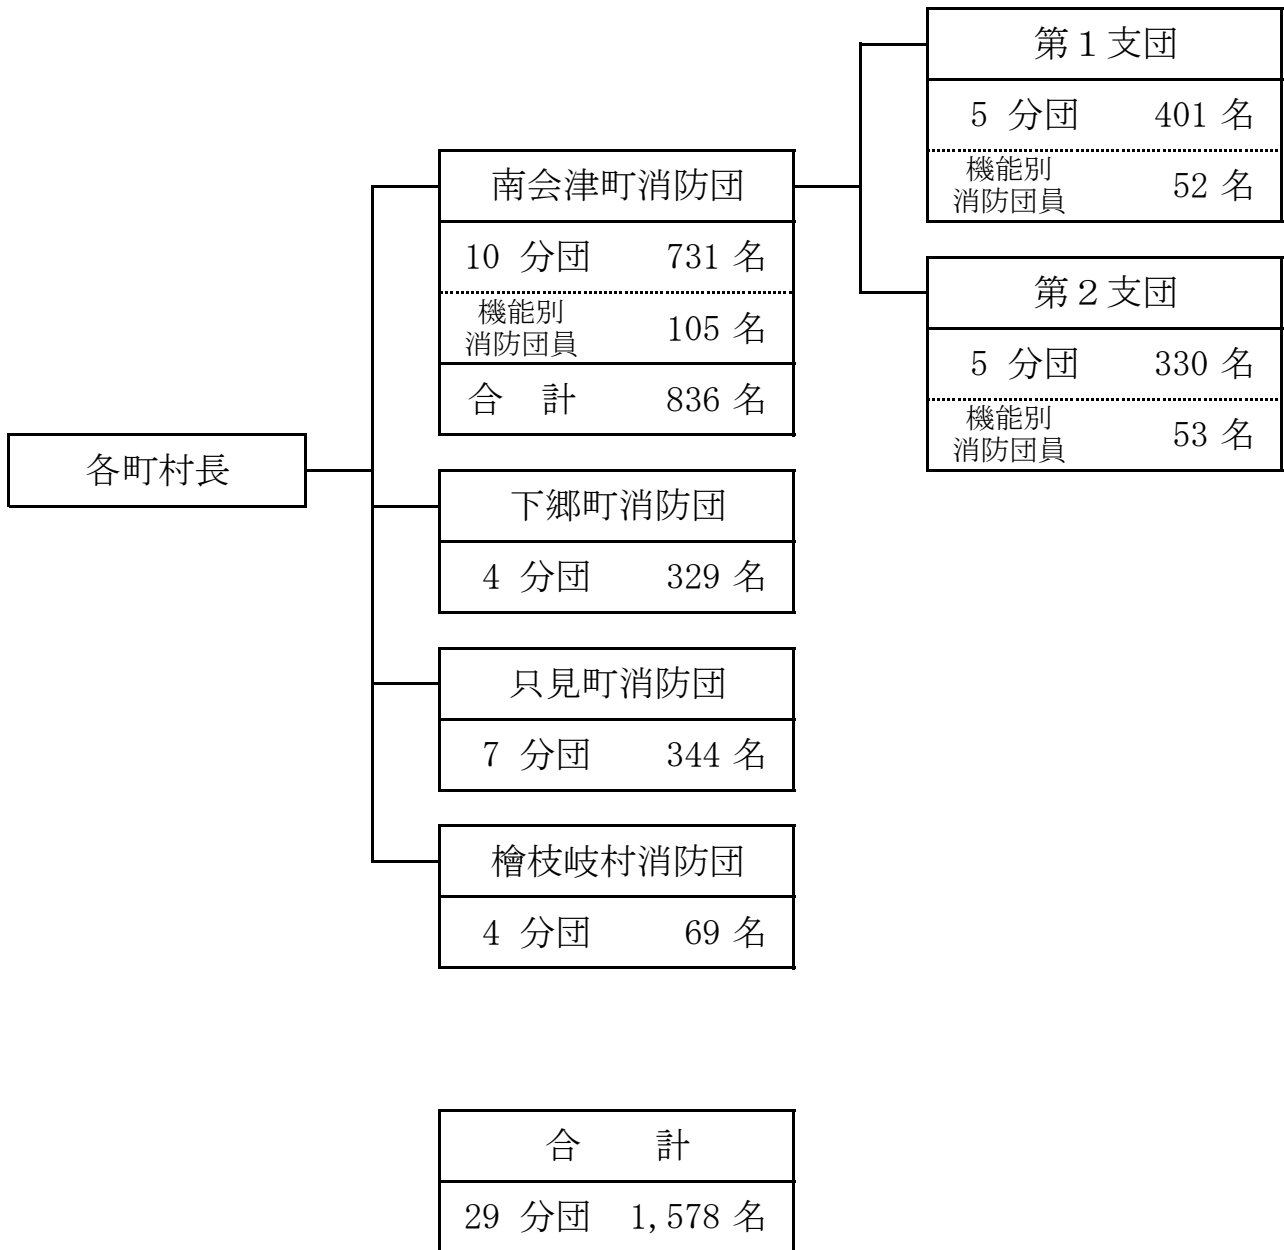 各町村長
南会津町消防団
10 分団 731 名
機能別
消防団員 105 名
合 計 836 名
第１支団
5 分団 401 名
機能別
消防団員 52 名
第２支団
5 分団 330 名
機能別
消防団員 53 名
下郷町消防団
4 分団 329 名
只見町消防団
7 分団 344 名
檜枝岐村消防団
4 分団 69 名
合 計
29 分団 1,578 名